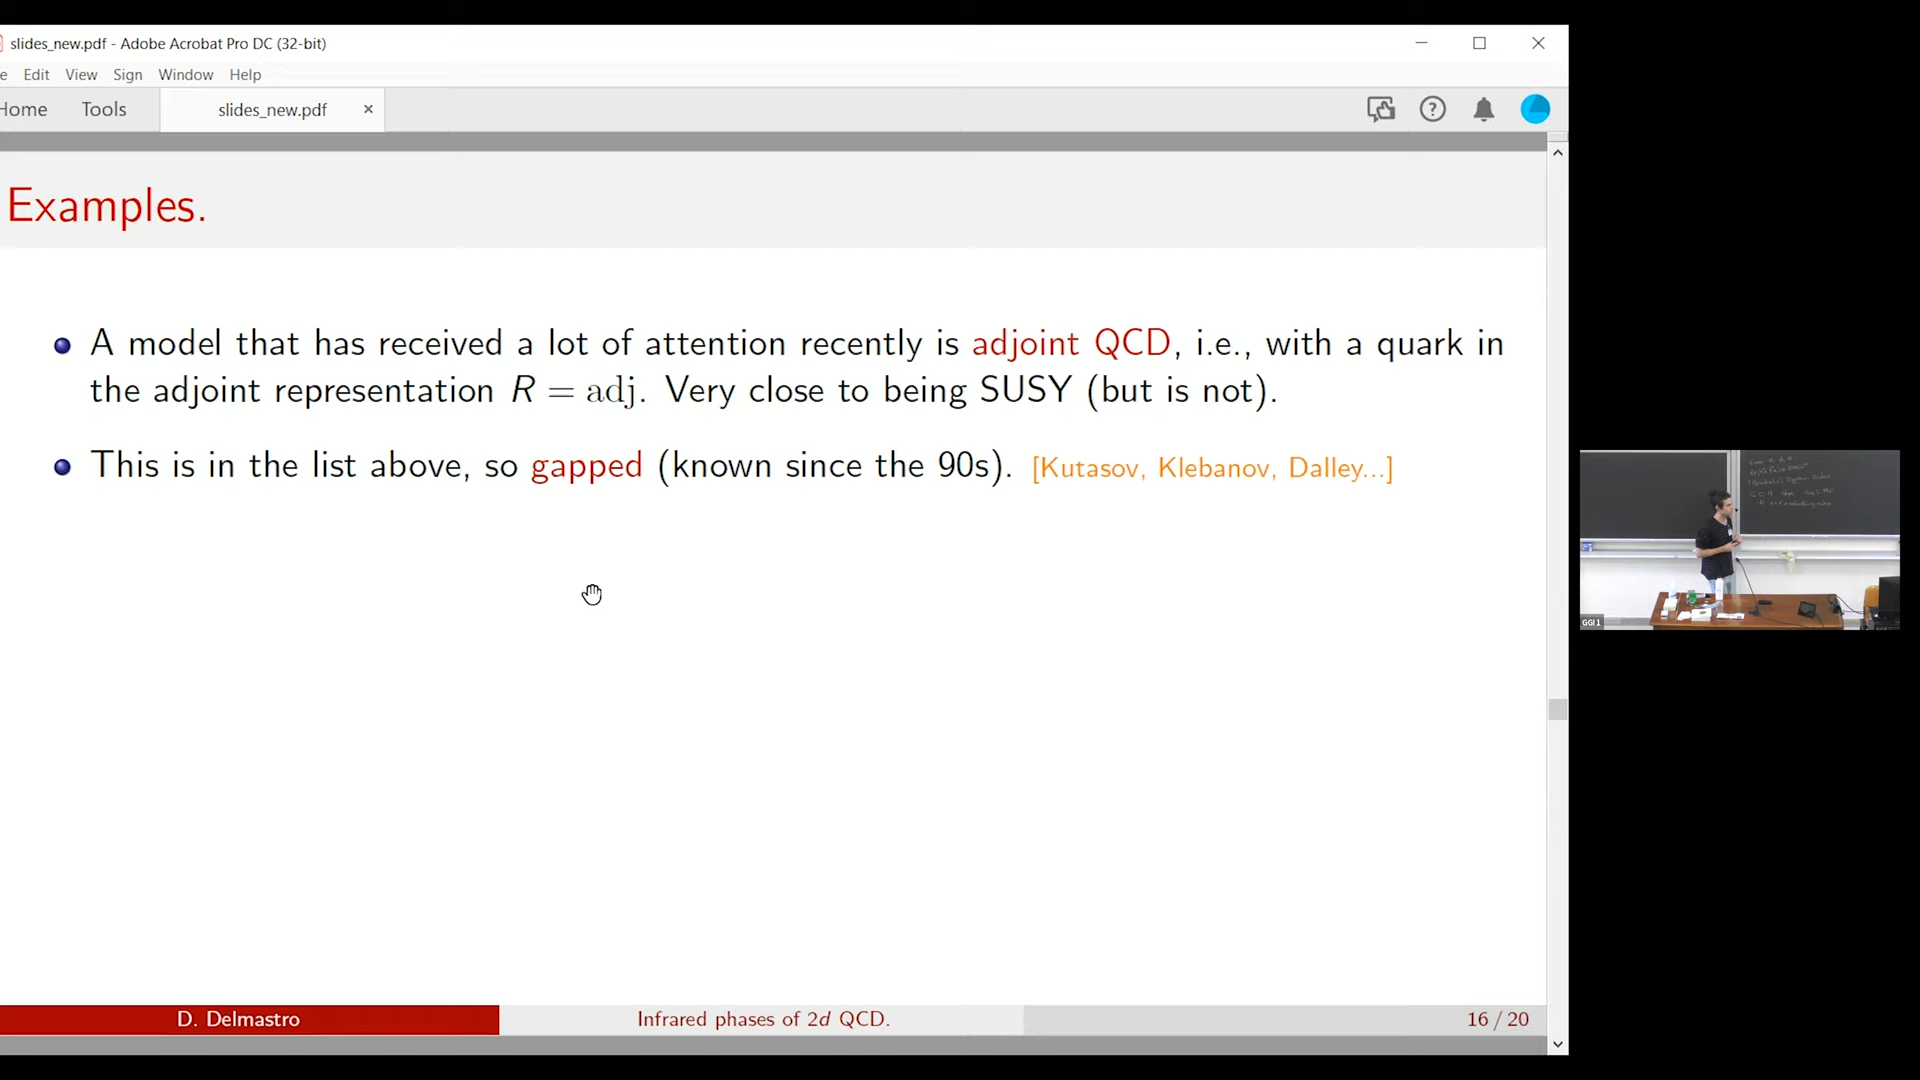 slides_new.pdf - Adobe Acrobat Pro DC (32-bit)
e Edit View Sign Window Help
Home Tools slides_new.pdf
Examples.
A model that has received a lot of attention recently is adjoint QCD, i.e., with a quark in
the adjoint representation R = adj. Very close to being SUSY (but is not).
This is in the list above, so gapped (known since the 90s). [Kutasov, Klebanov, Dalley...]
GGI 1
D. Delmastro Infrared phases of 2d QCD. 16 / 20